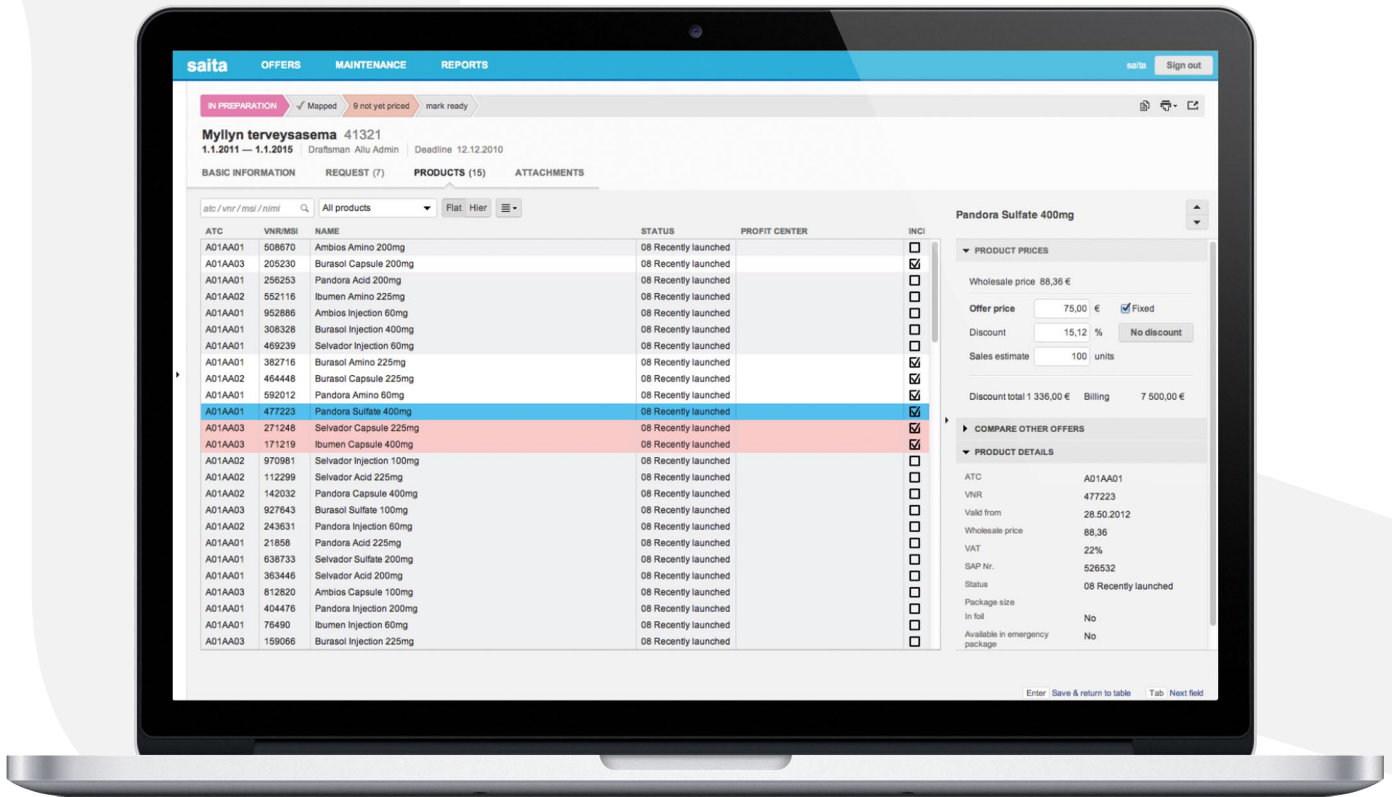 saita OFFERS MAINTENANCE REPORTS saita Sign out
IN PREPARATION ✓ Mapped 9 not yet priced mark ready
Myllyn terveysasema 41321
1.1.2011 — 1.1.2015 Draftsman Allu Admin Deadline 12.12.2010
BASIC INFORMATION REQUEST (7) PRODUCTS (15) ATTACHMENTS
atc/vnr/msi/nimi All products Flat Hier
ATC VNR/MSI NAME STATUS PROFIT CENTER INCI
A01AA01 508670 Ambios Amino 200mg 08 Recently launched
A01AA03 205230 Burasol Capsule 200mg 08 Recently launched
A01AA01 256253 Pandora Acid 200mg 08 Recently launched
A01AA02 552116 Ibumen Amino 225mg 08 Recently launched
A01AA01 952886 Ambios Injection 60mg 08 Recently launched
A01AA01 308328 Burasol Injection 400mg 08 Recently launched
A01AA01 469239 Selvador Injection 60mg 08 Recently launched
A01AA01 382716 Burasol Amino 225mg 08 Recently launched
A01AA02 464448 Burasol Capsule 225mg 08 Recently launched
A01AA01 592012 Pandora Amino 60mg 08 Recently launched
A01AA01 477223 Pandora Sulfate 400mg 08 Recently launched
A01AA03 271248 Selvador Capsule 225mg 08 Recently launched
A01AA03 171219 Ibumen Capsule 400mg 08 Recently launched
A01AA02 970981 Selvador Injection 100mg 08 Recently launched
A01AA02 112299 Selvador Acid 225mg 08 Recently launched
A01AA02 142032 Pandora Capsule 400mg 08 Recently launched
A01AA03 927643 Burasol Sulfate 100mg 08 Recently launched
A01AA02 243631 Pandora Injection 60mg 08 Recently launched
A01AA01 21858 Pandora Acid 225mg 08 Recently launched
A01AA01 638733 Selvador Sulfate 200mg 08 Recently launched
A01AA01 363446 Selvador Acid 200mg 08 Recently launched
A01AA03 812820 Ambios Capsule 100mg 08 Recently launched
A01AA01 404476 Pandora Injection 200mg 08 Recently launched
A01AA01 76490 Ibumen Injection 60mg 08 Recently launched
A01AA03 159066 Burasol Injection 225mg 08 Recently launched
Pandora Sulfate 400mg
PRODUCT PRICES
Wholesale price 88,36 €
Offer price 75,00 € Fixed
Discount 15,12 % No discount
Sales estimate 100 units
Discount total 1 336,00 € Billing 7 500,00 €
COMPARE OTHER OFFERS
PRODUCT DETAILS
ATC A01AA01
VNR 477223
Valid from 28.50.2012
Wholesale price 88,36
VAT 22%
SAP Nr. 526532
Status 08 Recently launched
Package size
In foil No
Available in emergency No
package
Enter Save & return to table Tab Next field